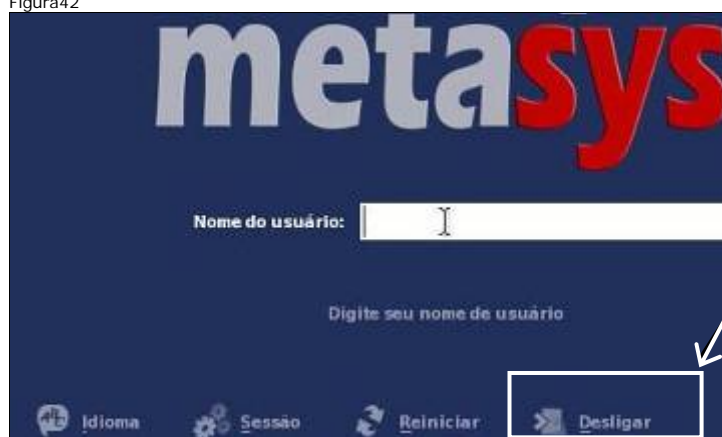 Figura42
metasys
Nome do usuário:
Digite seu nome de usuário
Idioma Sessão Reiniciar Desligar